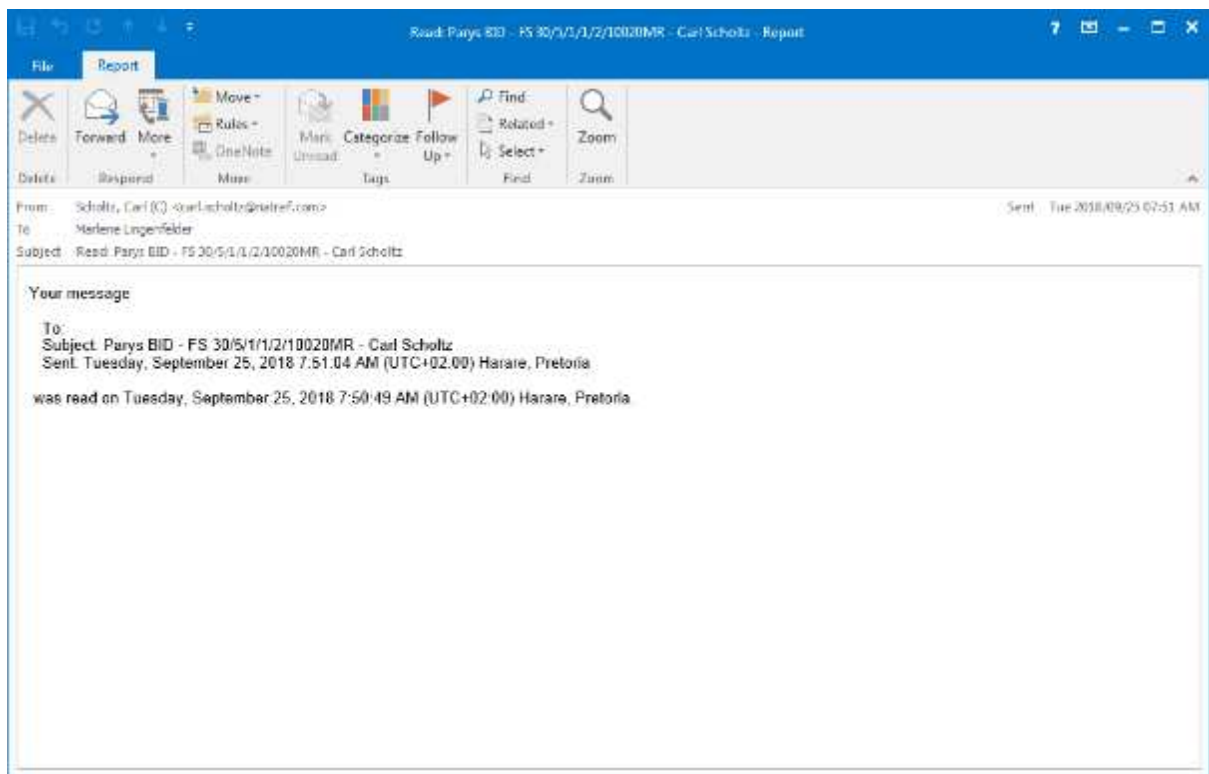 Read: Parys BID - FS 30/5/1/1/2/10020MR - Carl Scholtz - Report
File Report
Delete
Forward More
Move
Rules
OneNote
Mark Unread
Categorize
Follow Up
Find
Related
Select
Zoom
Delete Respond Move Tags Find Zoom
From Scholtz, Carl (C) <carl.scholtz@natref.com> Sent Tue 2018/09/25 07:51 AM
To Marlene Lingenfelder
Subject Read: Parys BID - FS 30/5/1/1/2/10020MR - Carl Scholtz
Your message
To:
Subject: Parys BID - FS 30/5/1/1/2/10020MR - Carl Scholtz
Sent: Tuesday, September 25, 2018 7:51:04 AM (UTC+02:00) Harare, Pretoria
was read on Tuesday, September 25, 2018 7:50:49 AM (UTC+02:00) Harare, Pretoria.